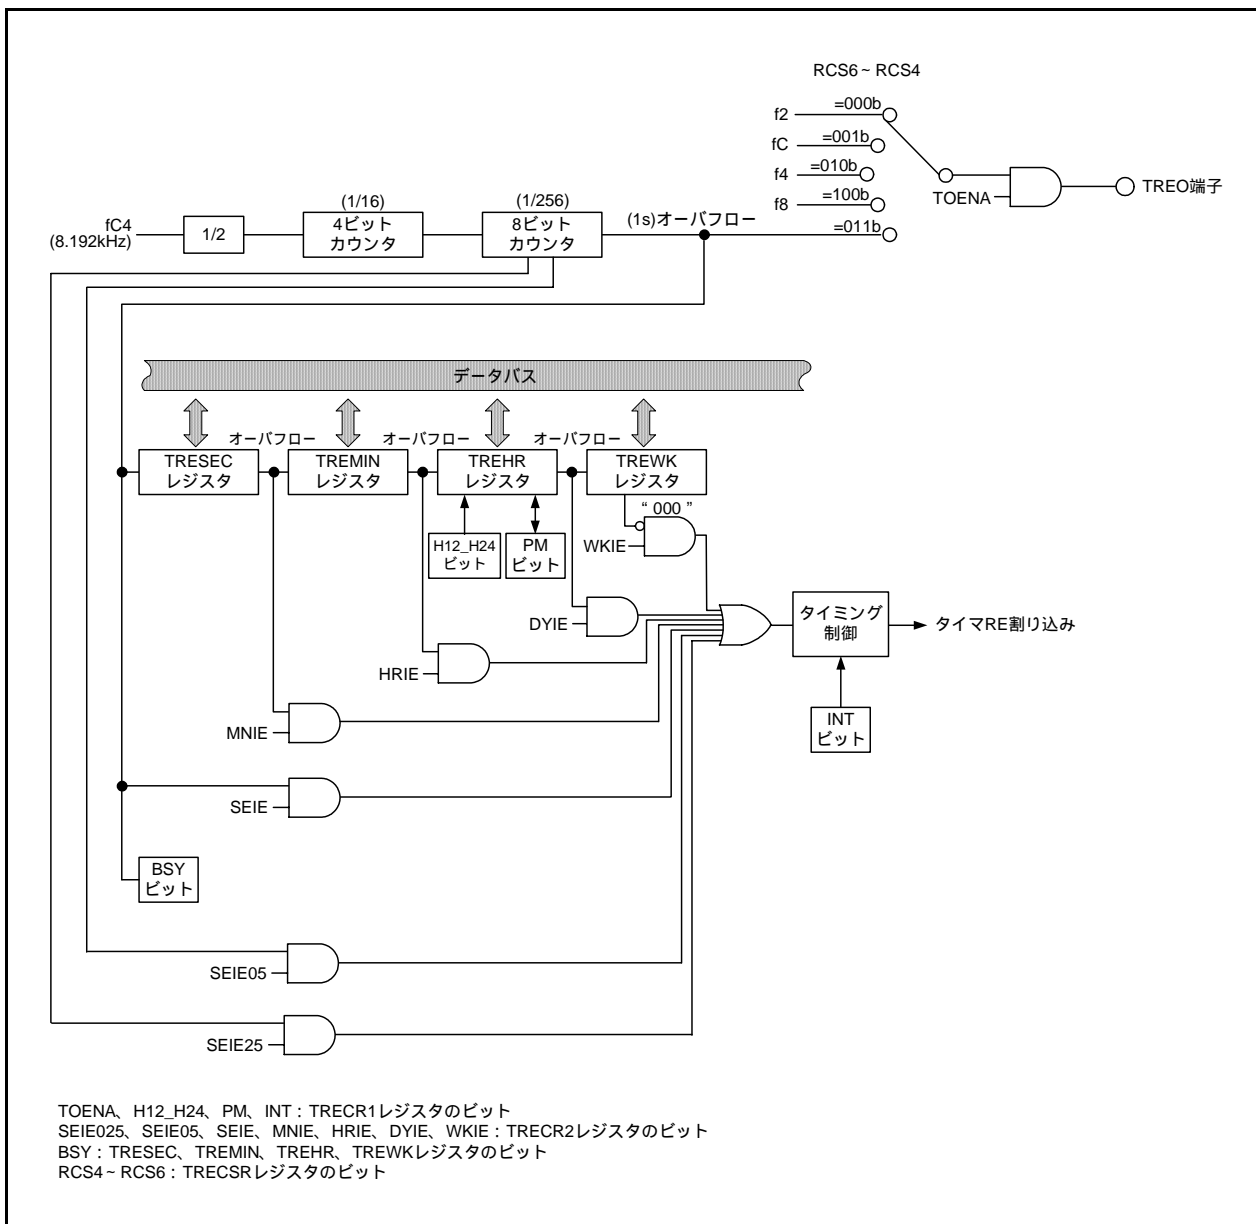 RCS6 ~ RCS4
f2 =000b
fC =001b
f4 =010b
f8 =100b
=011b
TOENA
TREO端子
fC4
(8.192kHz)
1/2
(1/16)
4ビット
カウンタ
(1/256)
8ビット
カウンタ
(1s)オーバフロー
データバス
オーバフロー
オーバフロー
オーバフロー
TRESEC
レジスタ
TREMIN
レジスタ
TREHR
レジスタ
TREWK
レジスタ
“ 000 ”
H12_H24
ビット
PM
ビット
WKIE
DYIE
HRIE
MNIE
SEIE
タイミング
制御
タイマRE割り込み
INT
ビット
BSY
ビット
SEIE05
SEIE25
TOENA、H12_H24、PM、INT : TRECR1レジスタのビット
SEIE025、SEIE05、SEIE、MNIE、HRIE、DYIE、WKIE : TRECR2レジスタのビット
BSY : TRESEC、TREMIN、TREHR、TREWKレジスタのビット
RCS4 ~ RCS6 : TRECSRレジスタのビット